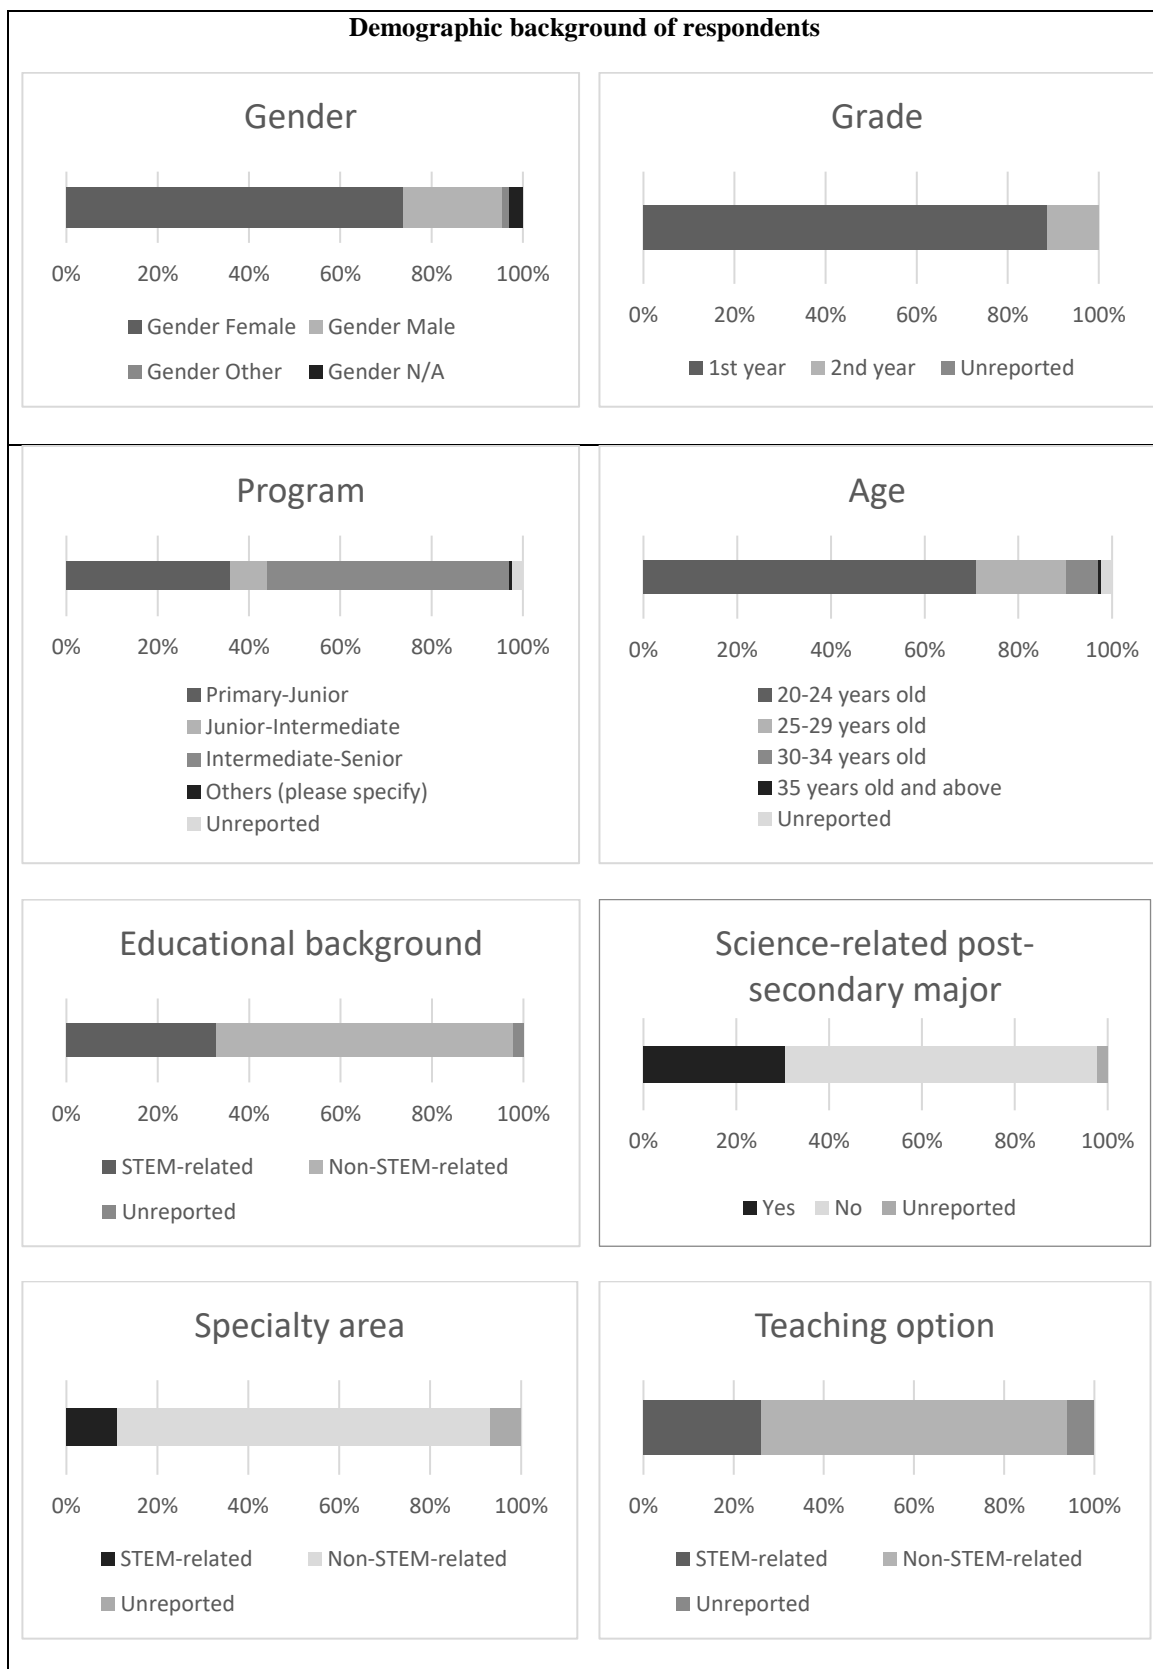 Demographic background of respondents
Gender
0% 20% 40% 60% 80% 100%
Gender Female Gender Male
Gender Other Gender N/A
Grade
0% 20% 40% 60% 80% 100%
1st year 2nd year Unreported
Program
0% 20% 40% 60% 80% 100%
Primary-Junior
Junior-Intermediate
Intermediate-Senior
Others (please specify)
Unreported
Age
0% 20% 40% 60% 80% 100%
20-24 years old
25-29 years old
30-34 years old
35 years old and above
Unreported
Educational background
0% 20% 40% 60% 80% 100%
STEM-related Non-STEM-related
Unreported
Science-related post-
secondary major
0% 20% 40% 60% 80% 100%
Yes No Unreported
Specialty area
0% 20% 40% 60% 80% 100%
STEM-related Non-STEM-related
Unreported
Teaching option
0% 20% 40% 60% 80% 100%
STEM-related Non-STEM-related
Unreported